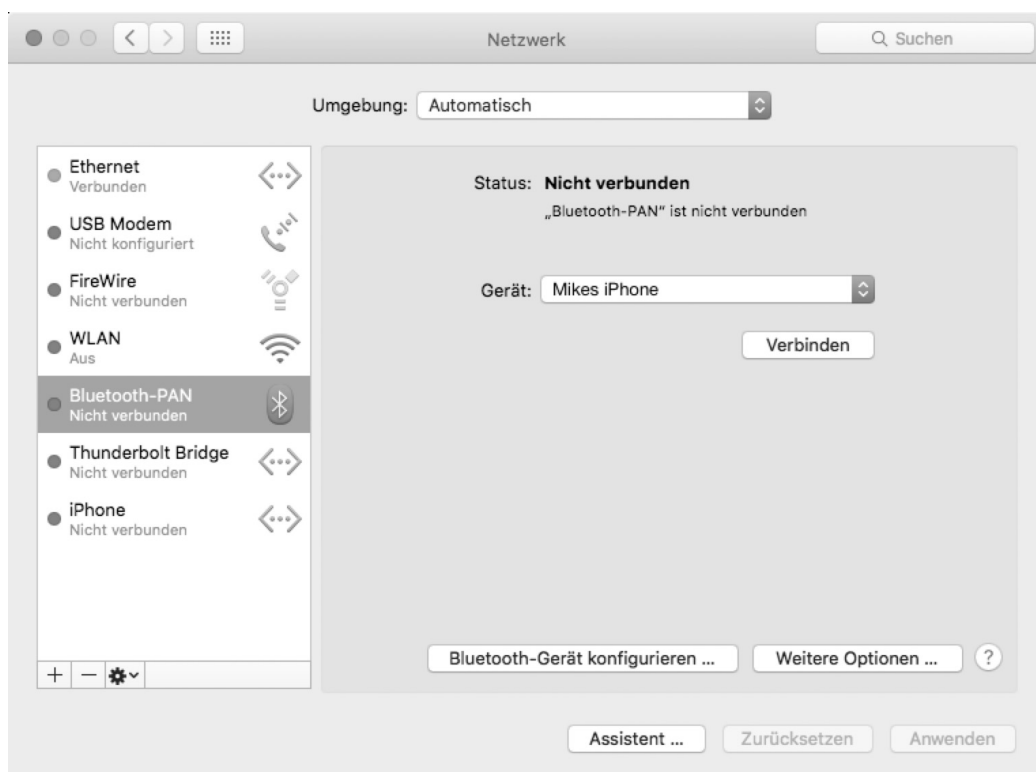 Netzwerk
Suchen
Umgebung: Automatisch
Ethernet
Verbunden
USB Modem
Nicht konfiguriert
FireWire
Nicht verbunden
WLAN
Aus
Bluetooth-PAN
Nicht verbunden
Thunderbolt Bridge
Nicht verbunden
iPhone
Nicht verbunden
Status: Nicht verbunden
„Bluetooth-PAN“ ist nicht verbunden
Gerät: Mikes iPhone
Verbinden
Bluetooth-Gerät konfigurieren ...
Weitere Optionen ...
?
Assistent ...
Zurücksetzen
Anwenden